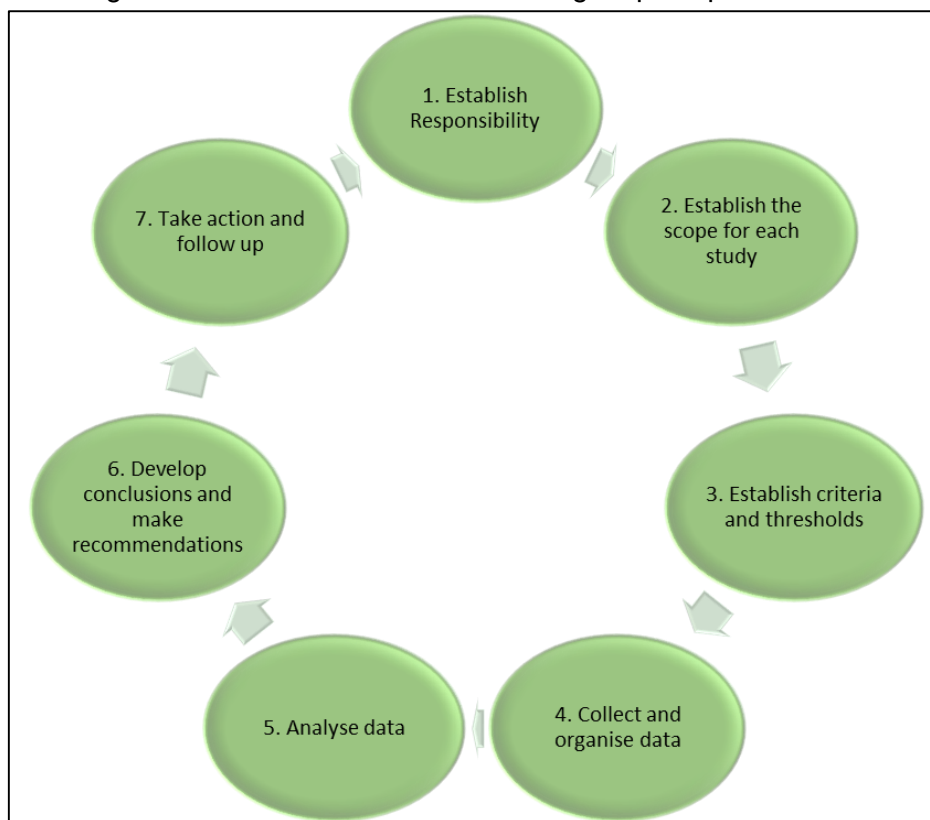 1. Establish
Responsibility
2. Establish the
scope for each
study
3. Establish criteria
and thresholds
4. Collect and
organise data
5. Analyse data
6. Develop
conclusions and
make
recommendations
7. Take action and
follow up